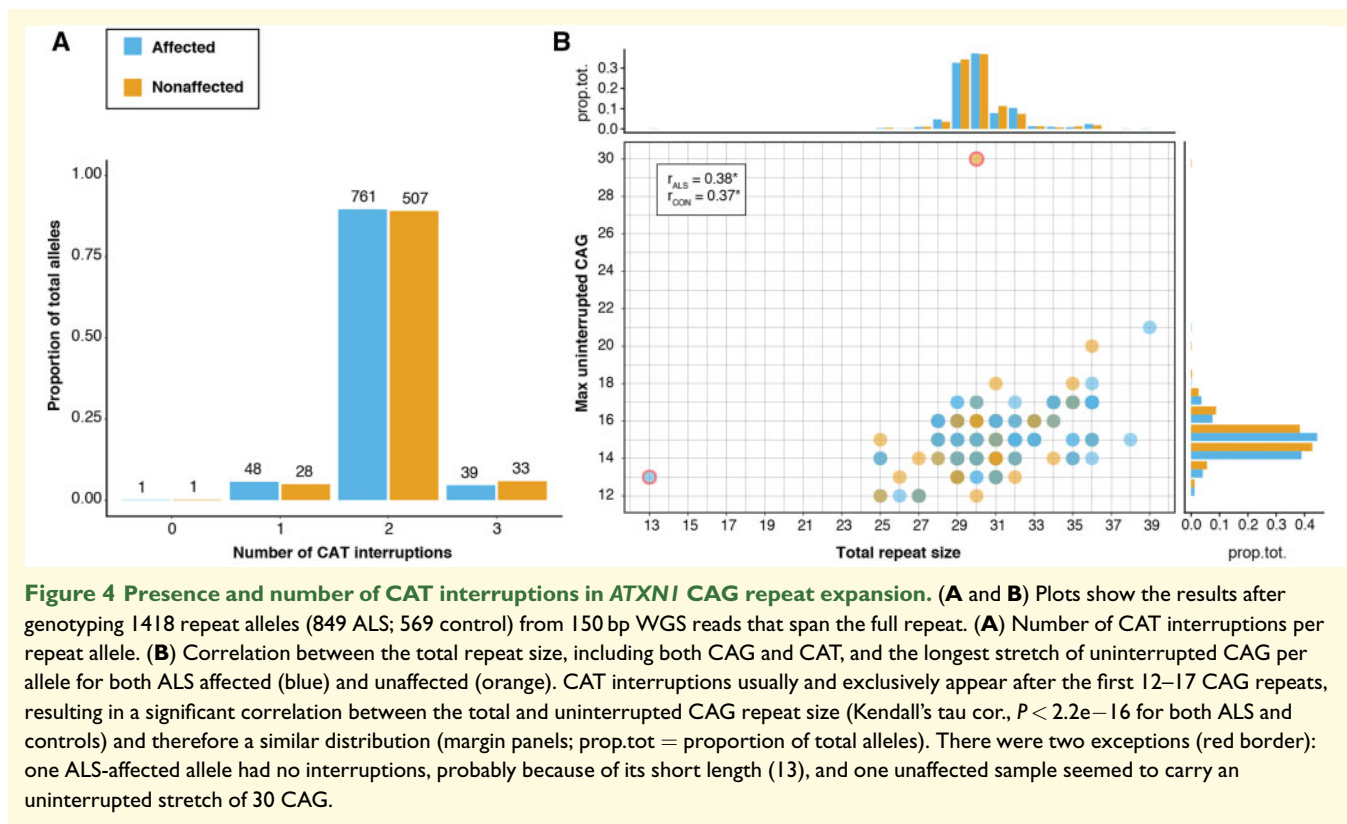 A
Affected
Nonaffected
1.00
0.75
0.50
0.25
0.00
Proportion of total alleles
1
1
48
28
761
507
39
33
0
1
2
3
Number of CAT interruptions
B
prop.tot.
0.3
0.2
0.1
0.0
rALS = 0.38*
rCON = 0.37*
Max uninterrupted CAG
30
28
26
24
22
20
18
16
14
12
13 15 17 19 21 23 25 27 29 31 33 35 37 39
Total repeat size
0.0 0.1 0.2 0.3 0.4
prop.tot.
Figure 4 Presence and number of CAT interruptions in ATXN1 CAG repeat expansion. (A and B) Plots show the results after
genotyping 1418 repeat alleles (849 ALS; 569 control) from 150 bp WGS reads that span the full repeat. (A) Number of CAT interruptions per
repeat allele. (B) Correlation between the total repeat size, including both CAG and CAT, and the longest stretch of uninterrupted CAG per
allele for both ALS affected (blue) and unaffected (orange). CAT interruptions usually and exclusively appear after the first 12–17 CAG repeats,
resulting in a significant correlation between the total and uninterrupted CAG repeat size (Kendall's tau cor., P < 2.2e−16 for both ALS and
controls) and therefore a similar distribution (margin panels; prop.tot = proportion of total alleles). There were two exceptions (red border):
one ALS-affected allele had no interruptions, probably because of its short length (13), and one unaffected sample seemed to carry an
uninterrupted stretch of 30 CAG.